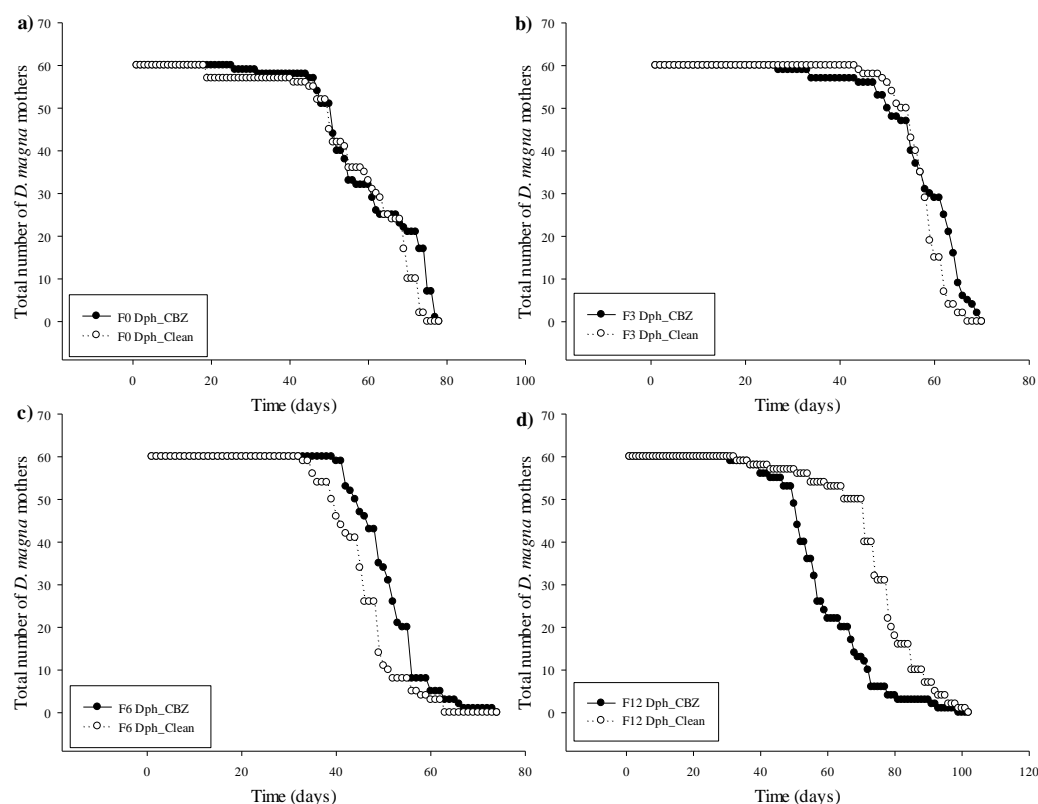 a)
Total number of D. magna mothers
70
60
50
40
30
20
10
0
F0 Dph_CBZ
F0 Dph_Clean
0 20 40 60 80 100
Time (days)
b)
Total number of D. magna mothers
70
60
50
40
30
20
10
0
F3 Dph_CBZ
F3 Dph_Clean
0 20 40 60 80
Time (days)
c)
Total number of D. magna mothers
70
60
50
40
30
20
10
0
F6 Dph_CBZ
F6 Dph_Clean
0 20 40 60 80
Time (days)
d)
Total number of D. magna mothers
70
60
50
40
30
20
10
0
F12 Dph_CBZ
F12 Dph_Clean
0 20 40 60 80 100 120
Time (days)